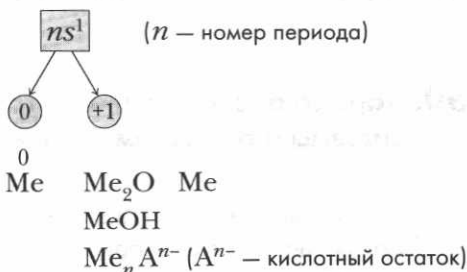 ns¹ (n — номер периода)
0 +1
0
Me Me₂O Me
MeOH
MeₙAⁿ⁻ (Aⁿ⁻ — кислотный остаток)